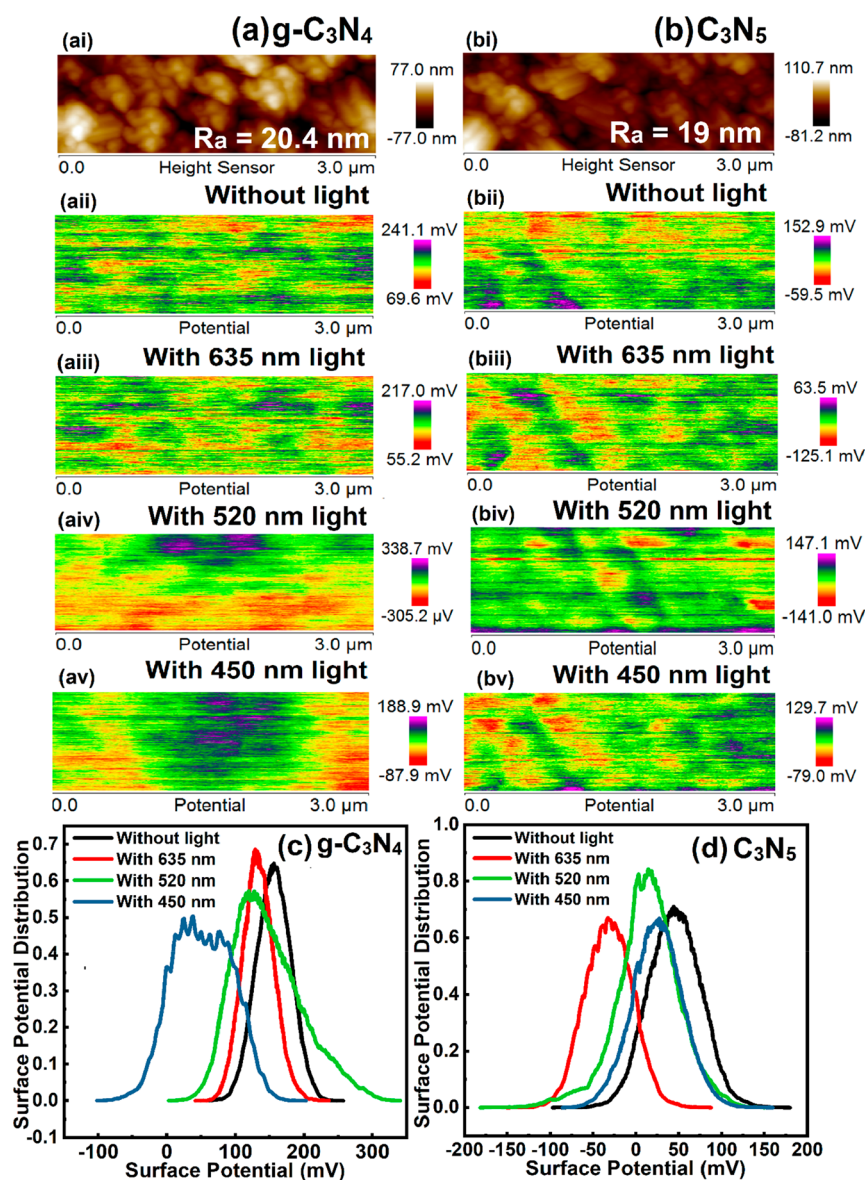 (a) g-C₃N₄
(ai)
77.0 nm
-77.0 nm
Ra = 20.4 nm
0.0 Height Sensor 3.0 µm
(b) C₃N₅
(bi)
110.7 nm
-81.2 nm
Ra = 19 nm
0.0 Height Sensor 3.0 µm
(aii) Without light
241.1 mV
69.6 mV
0.0 Potential 3.0 µm
(bii) Without light
152.9 mV
-59.5 mV
0.0 Potential 3.0 µm
(aiii) With 635 nm light
217.0 mV
55.2 mV
0.0 Potential 3.0 µm
(biii) With 635 nm light
63.5 mV
-125.1 mV
0.0 Potential 3.0 µm
(aiv) With 520 nm light
338.7 mV
-305.2 µV
0.0 Potential 3.0 µm
(biv) With 520 nm light
147.1 mV
-141.0 mV
0.0 Potential 3.0 µm
(av) With 450 nm light
188.9 mV
-87.9 mV
0.0 Potential 3.0 µm
(bv) With 450 nm light
129.7 mV
-79.0 mV
0.0 Potential 3.0 µm
(c) g-C₃N₄
Without light
With 635 nm
With 520 nm
With 450 nm
Surface Potential Distribution
0.7
0.6
0.5
0.4
0.3
0.2
0.1
0.0
-0.1
-100 0 100 200 300
Surface Potential (mV)
(d) C₃N₅
Without light
With 635 nm
With 520 nm
With 450 nm
Surface Potential Distribution
1.0
0.8
0.6
0.4
0.2
0.0
-200 -150 -100 -50 0 50 100 150 200
Surface Potential (mV)